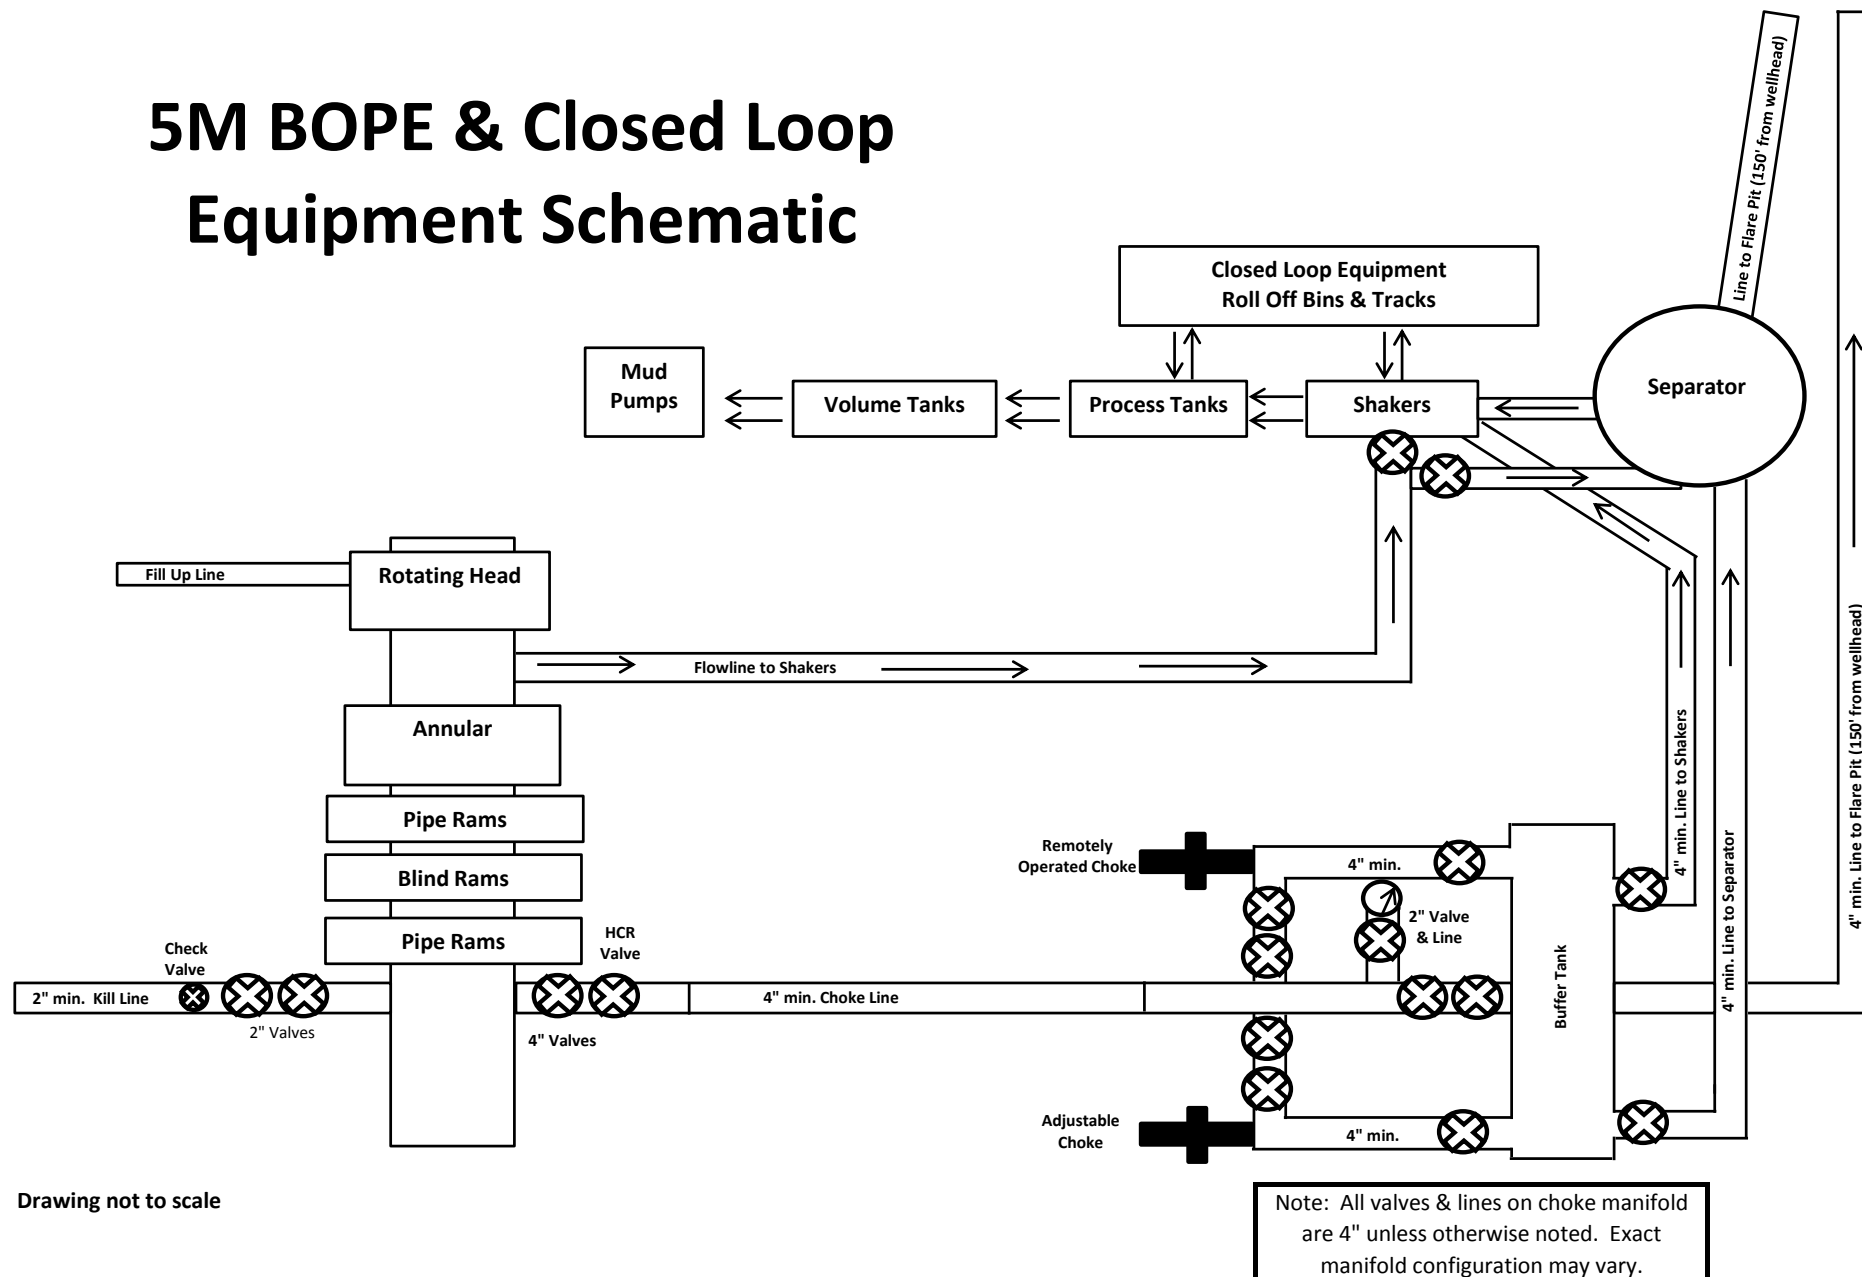 5M BOPE & Closed Loop
Equipment Schematic
Line to Flare Pit (150' from wellhead)
Closed Loop Equipment
Roll Off Bins & Tracks
Mud
Pumps
Volume Tanks
Process Tanks
Shakers
Separator
Fill Up Line
Rotating Head
Flowline to Shakers
Annular
Pipe Rams
Blind Rams
Pipe Rams
Check
Valve
HCR
Valve
2" min.  Kill Line
2" Valves
4" Valves
4" min. Choke Line
Remotely
Operated Choke
4" min.
2" Valve
& Line
Buffer Tank
Adjustable
Choke
4" min.
4" min. Line to Shakers
4" min. Line to Separator
4" min. Line to Flare Pit (150' from wellhead)
Drawing not to scale
Note:  All valves & lines on choke manifold
are 4" unless otherwise noted.  Exact
manifold configuration may vary.